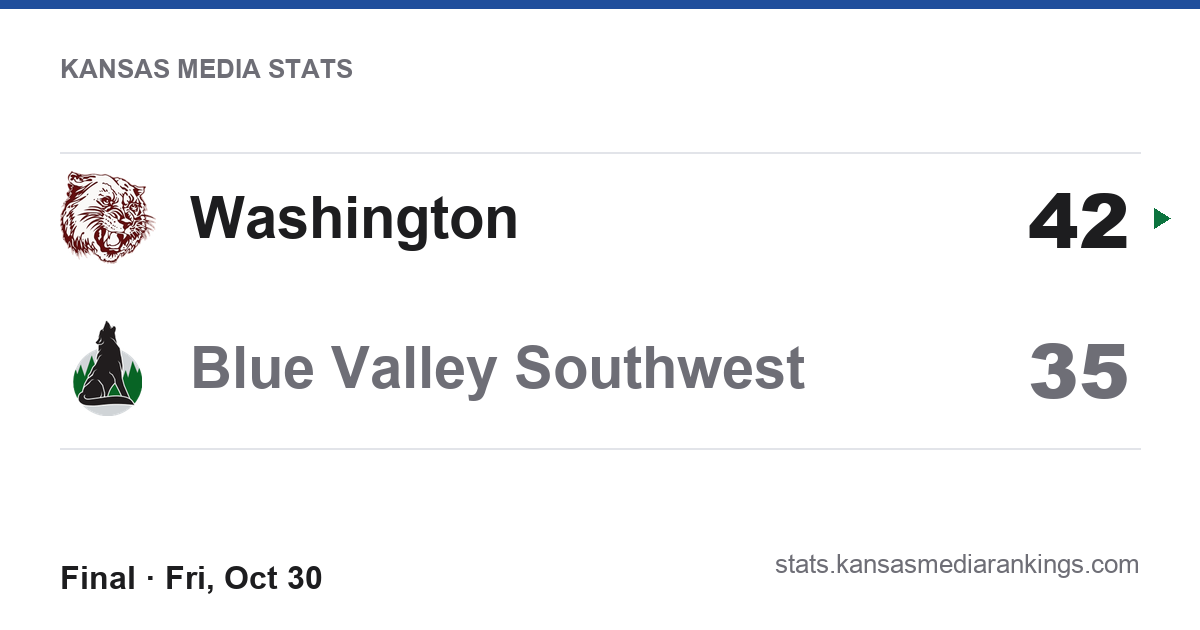 KANSAS MEDIA STATS
Washington 42
Blue Valley Southwest 35
Final · Fri, Oct 30
stats.kansasmediarankings.com